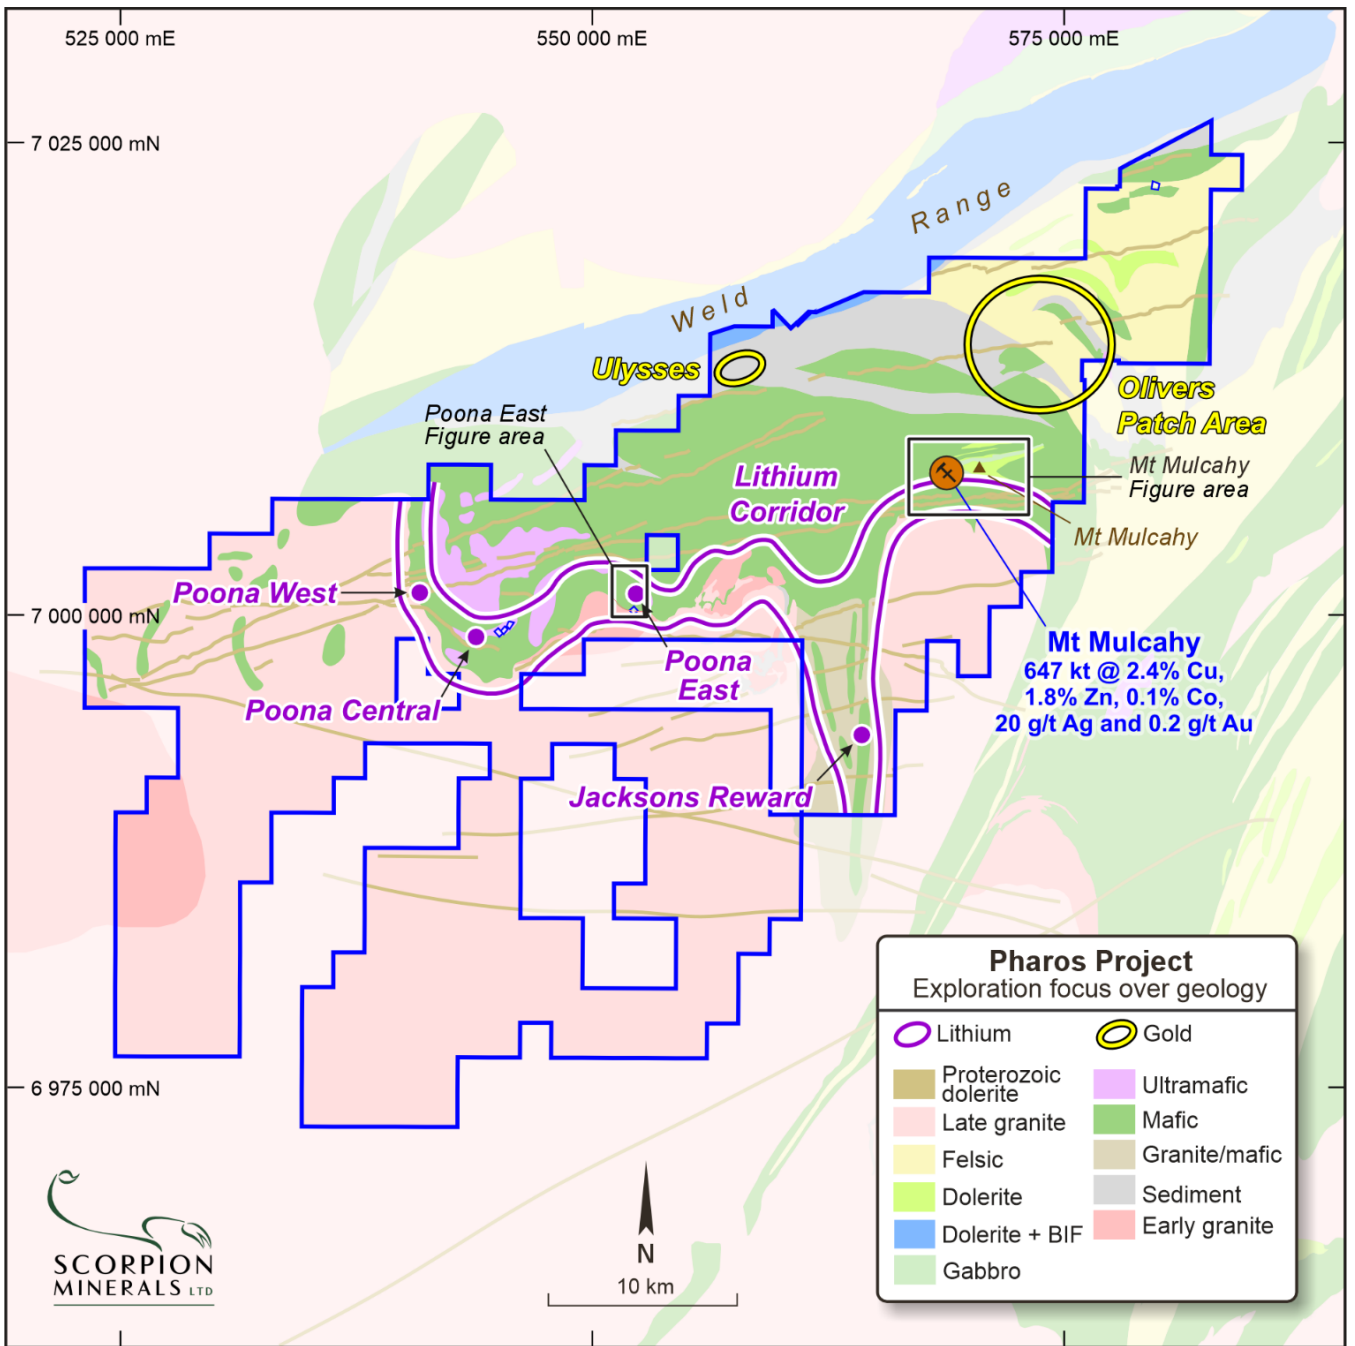 525 000 mE
550 000 mE
575 000 mE
7 025 000 mN
Weld Range
Ulysses
Olivers
Patch Area
Poona East
Figure area
Lithium
Corridor
Mt Mulcahy
Figure area
Mt Mulcahy
Poona West
7 000 000 mN
Poona
East
Poona Central
Mt Mulcahy
647 kt @ 2.4% Cu,
1.8% Zn, 0.1% Co,
20 g/t Ag and 0.2 g/t Au
Jacksons Reward
6 975 000 mN
Pharos Project
Exploration focus over geology
Lithium
Gold
Proterozoic
dolerite
Late granite
Felsic
Dolerite
Dolerite + BIF
Gabbro
Ultramafic
Mafic
Granite/mafic
Sediment
Early granite
N
10 km
SCORPION
MINERALS LTD